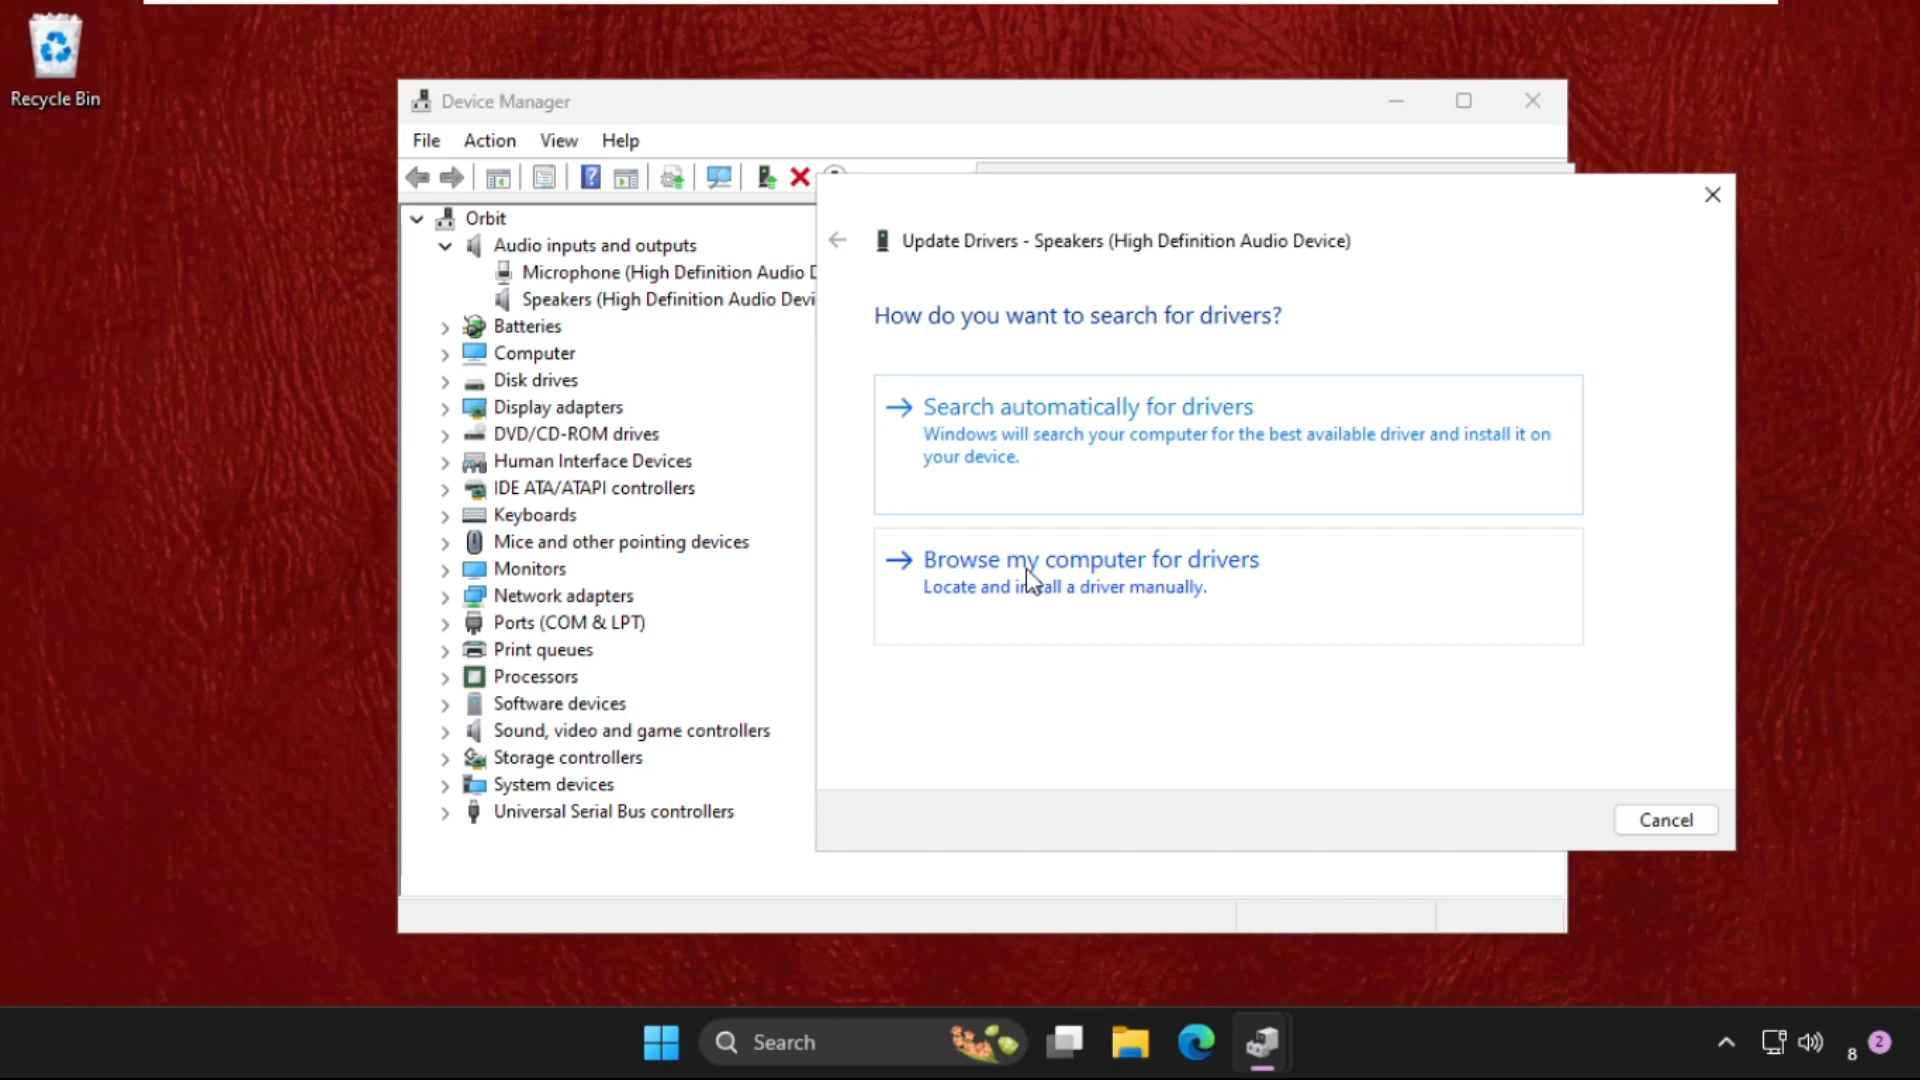 Recycle Bin
Device Manager
File Action View Help
Orbit
Audio inputs and outputs
Microphone (High Definition Audio D
Speakers (High Definition Audio Devi
Batteries
Computer
Disk drives
Display adapters
DVD/CD-ROM drives
Human Interface Devices
IDE ATA/ATAPI controllers
Keyboards
Mice and other pointing devices
Monitors
Network adapters
Ports (COM & LPT)
Print queues
Processors
Software devices
Sound, video and game controllers
Storage controllers
System devices
Universal Serial Bus controllers
Update Drivers - Speakers (High Definition Audio Device)
How do you want to search for drivers?
Search automatically for drivers
Windows will search your computer for the best available driver and install it on
your device.
Browse my computer for drivers
Locate and install a driver manually.
Cancel
Search
8
2